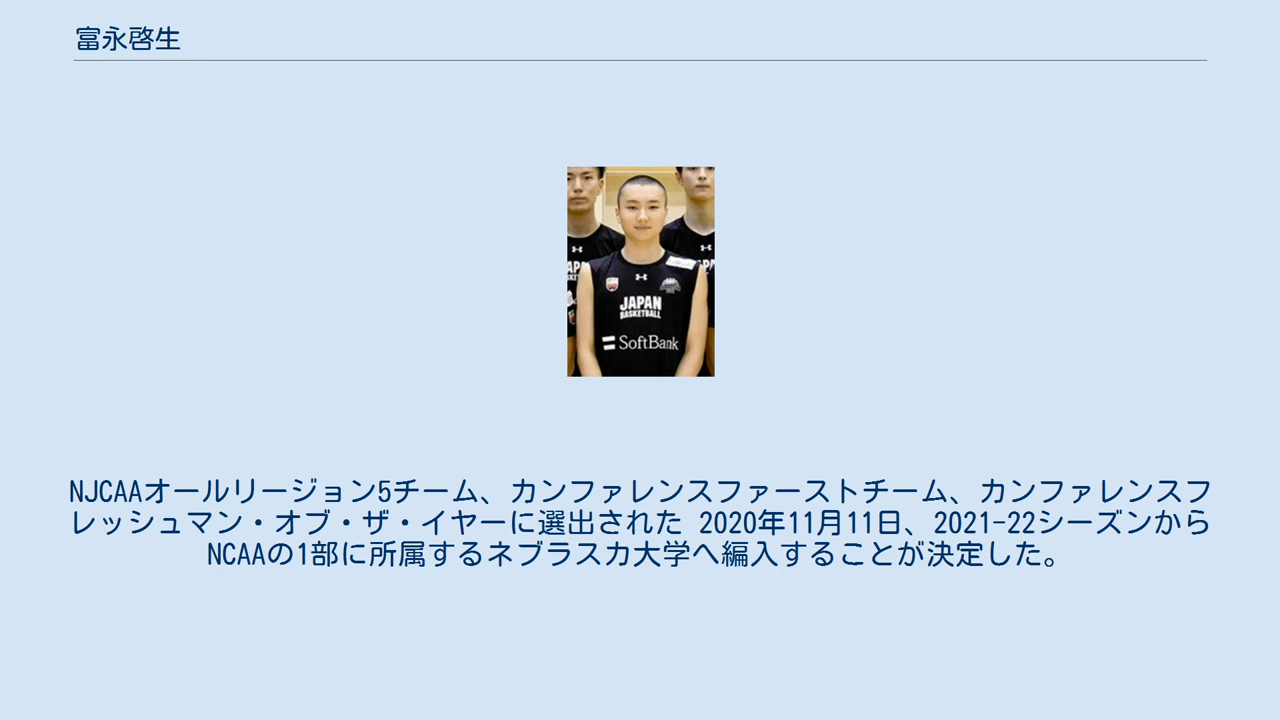 富永啓生
JAPAN
BASKETBALL
SoftBank
NJCAAオールリージョン5チーム、カンファレンスファーストチーム、カンファレンスフ
レッシュマン・オブ・ザ・イヤーに選出された 2020年11月11日、2021-22シーズンから
NCAAの1部に所属するネブラスカ大学へ編入することが決定した。